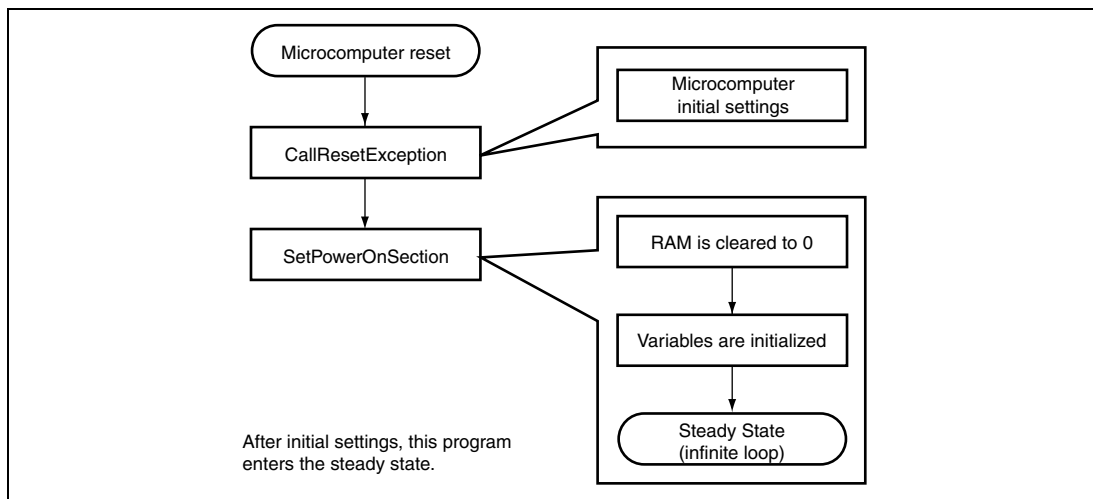 Microcomputer reset
Microcomputer
initial settings
CallResetException
RAM is cleared to 0
SetPowerOnSection
Variables are initialized
Steady State
(infinite loop)
After initial settings, this program
enters the steady state.